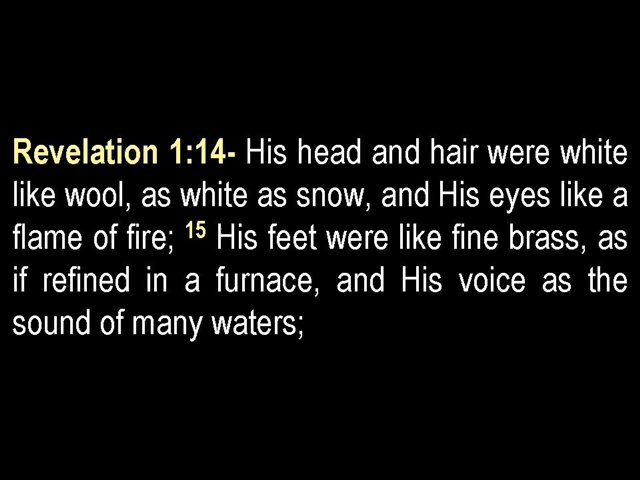 Revelation 1:14- His head and hair were white
like wool, as white as snow, and His eyes like a
flame of fire; 15 His feet were like fine brass, as
if refined in a furnace, and His voice as the
sound of many waters;